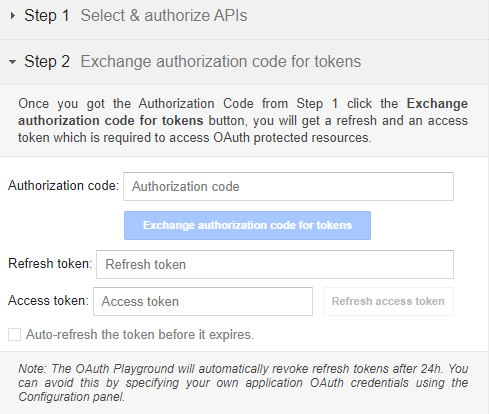 Step 1 Select & authorize APIs
Step 2 Exchange authorization code for tokens
Once you got the Authorization Code from Step 1 click the Exchange
authorization code for tokens button, you will get a refresh and an access
token which is required to access OAuth protected resources.
Authorization code: Authorization code
Exchange authorization code for tokens
Refresh token: Refresh token
Access token: Access token Refresh access token
Auto-refresh the token before it expires.
Note: The OAuth Playground will automatically revoke refresh tokens after 24h. You
can avoid this by specifying your own application OAuth credentials using the
Configuration panel.